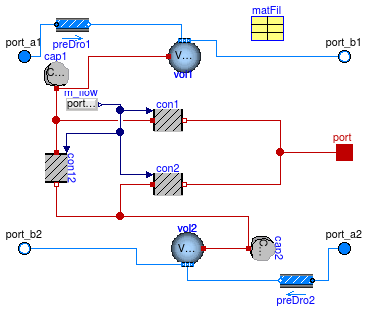 matFil
port_a1
preDro1
port_b1
cap1
C...
V...
vol1
m_flow
port...
con1
port
con12
con2
port_b2
vol2
V...
cap2
port_a2
preDro2